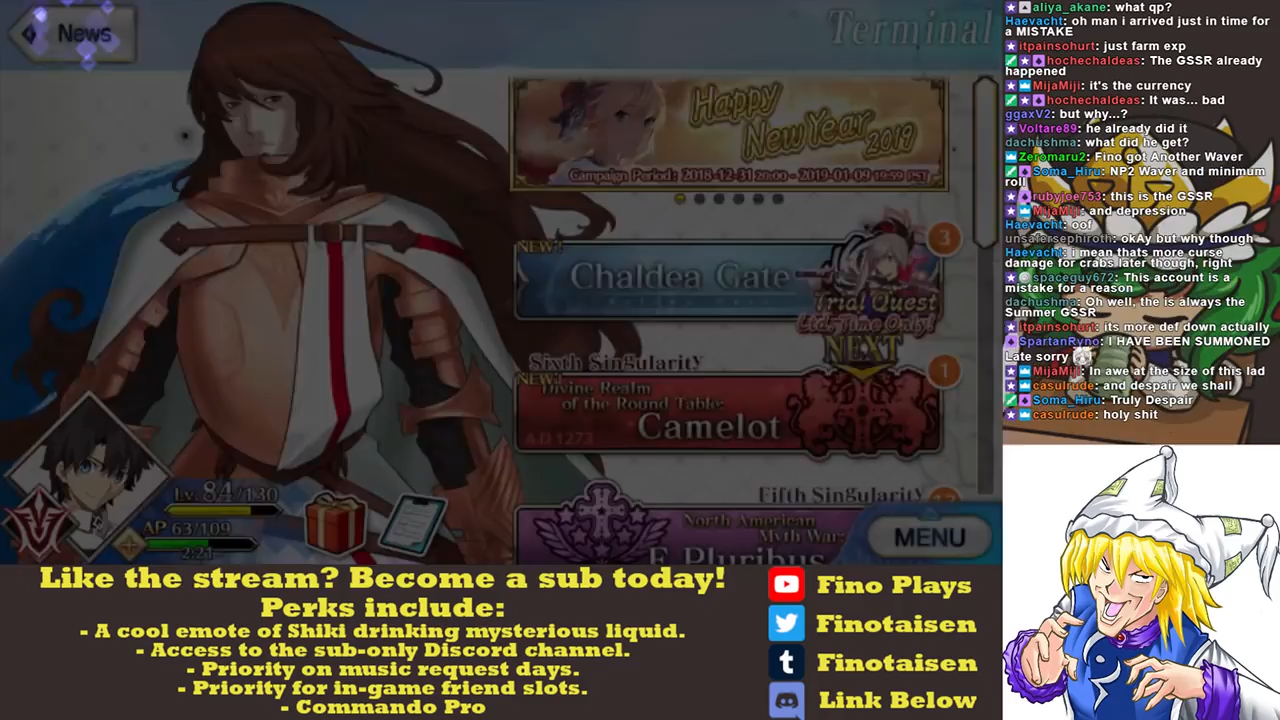 News
Terminal
Happy
New Year
2019
Campaign Period: 2018-12-31 20:00 - 2019-01-09 19:59 PST
NEW!
3
Chaldea Gate
Trial Quest
Ltd. Time Only!
NEXT
Sixth Singularity
NEW!
1
Divine Realm
of the Round Table:
Camelot
A.D.1273
Fifth Singularity
North American
Myth War:
E Pluribus
Lv. 84/130
AP 63/109
2:21
MENU
aliya_akane: what qp?
Haevacht: oh man i arrived just in time for
a MISTAKE
itpainsohurt: just farm exp
hochechaldeas: The GSSR already
happened
MijaMiji: it's the currency
hochechaldeas: It was... bad
ggaxV2: but why...?
Voltare89: he already did it
dachushma: what did he get?
Zeromaru2: Fino got Another Waver
Soma_Hiru: NP2 Waver and minimum
roll
rubyjoe753: this is the GSSR
MijaMiji: and depression
Haevacht: oof
unsafersephiroth: okAy but why though
Haevacht: i mean thats more curse
damage for crabs later though, right
spaceguy672: This account is a
mistake for a reason
dachushma: Oh well, the is always the
Summer GSSR
itpainsohurt: its more def down actually
SpartanRyno: I HAVE BEEN SUMMONED
Late sorry
MijaMiji: In awe at the size of this lad
casulrude: and despair we shall
Soma_Hiru: Truly Despair
casulrude: holy shit
Like the stream? Become a sub today!
Perks include:
- A cool emote of Shiki drinking mysterious liquid.
- Access to the sub-only Discord channel.
- Priority on music request days.
- Priority for in-game friend slots.
- Commando Pro
Fino Plays
Finotaisen
Finotaisen
Link Below